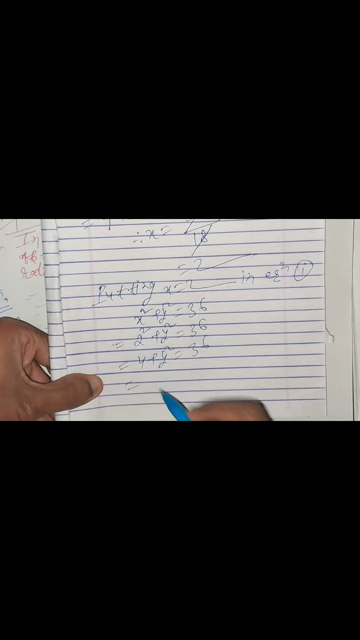 ∴ x =
18
= 2
Putting x = 2 in eqⁿ ①
x² + y² = 36
= 2² + y² = 36
= 4 + y² = 36
=